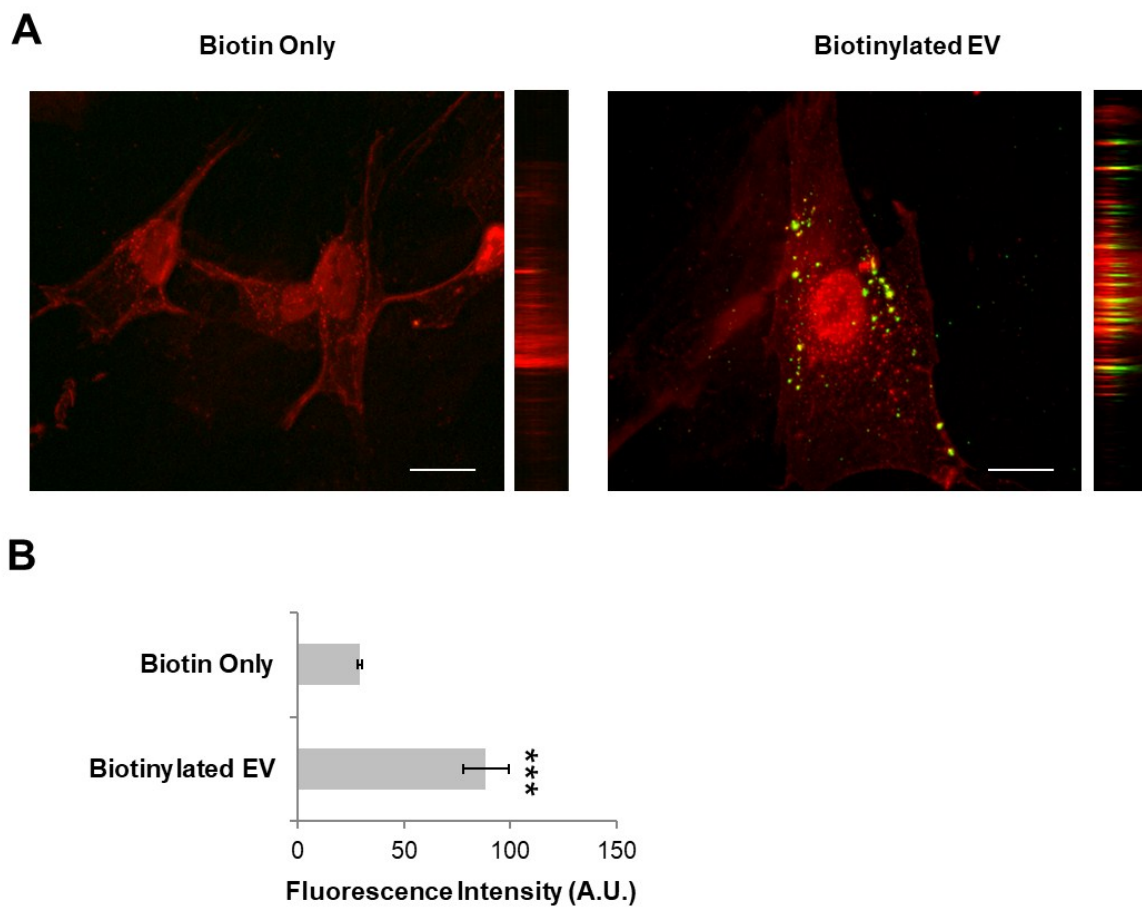 A
Biotin Only
Biotinylated EV
B
Biotin Only
Biotinylated EV
***
0 50 100 150
Fluorescence Intensity (A.U.)